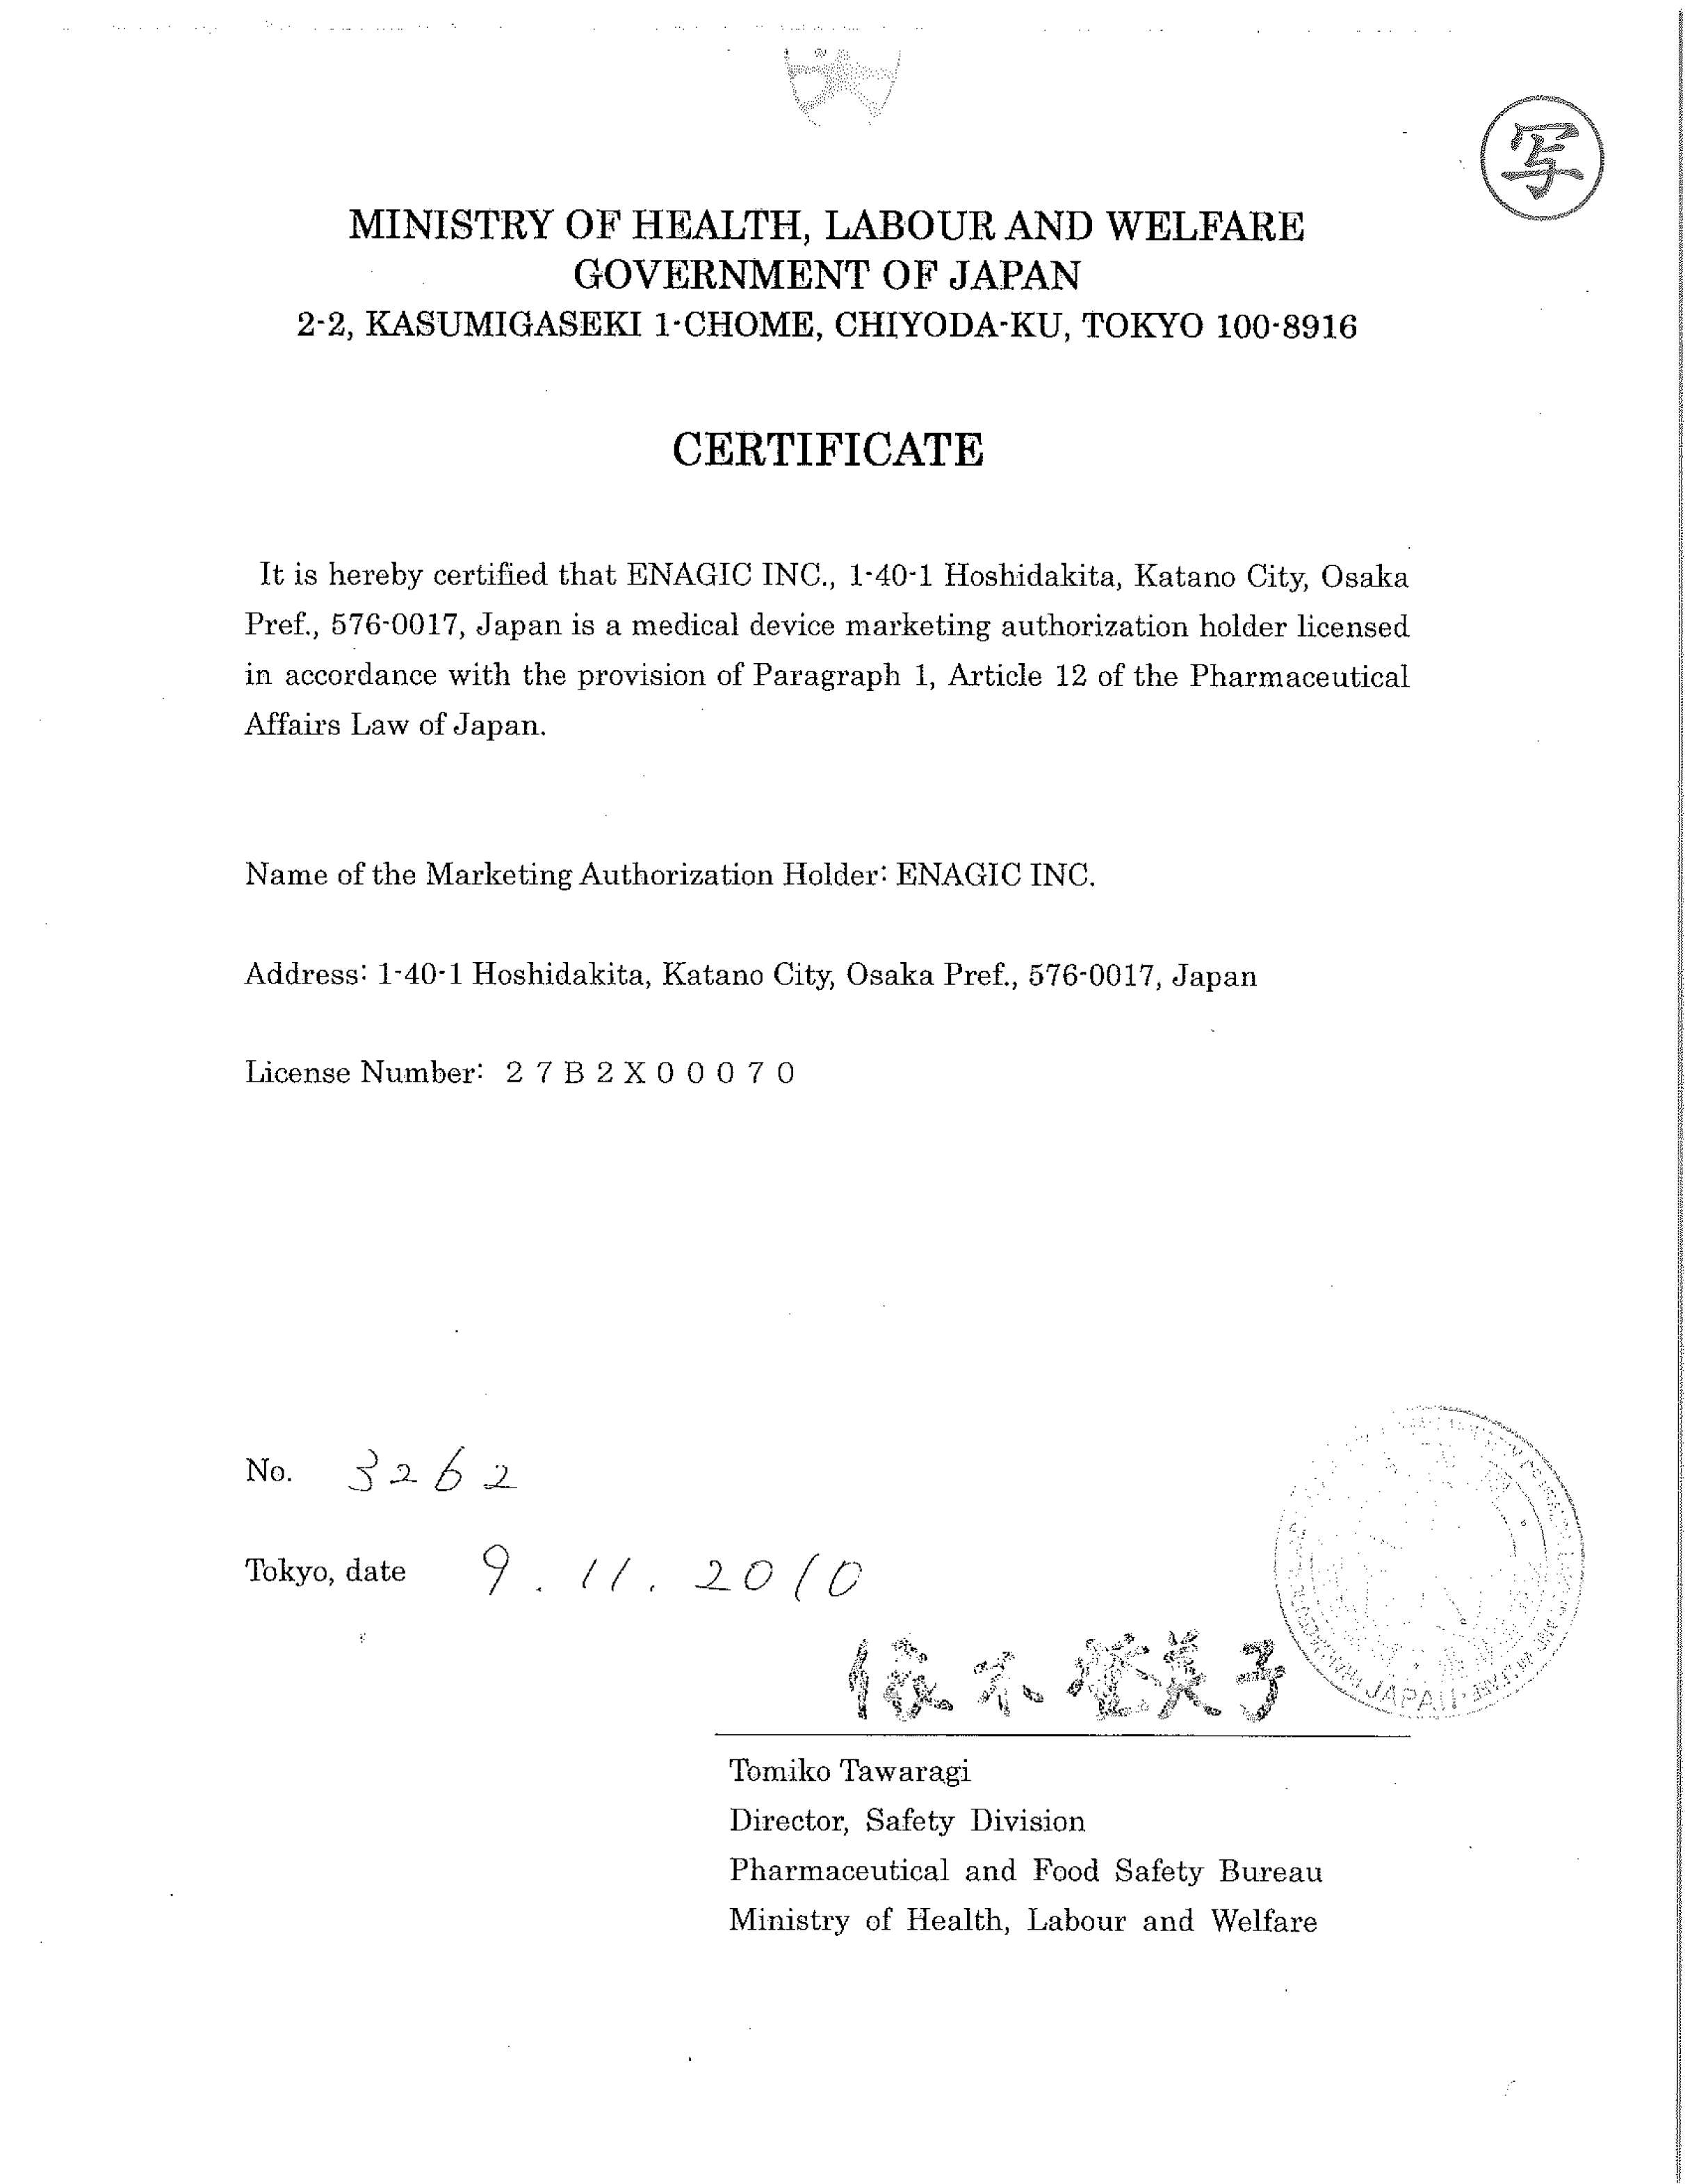 写
MINISTRY OF HEALTH, LABOUR AND WELFARE
GOVERNMENT OF JAPAN
2-2, KASUMIGASEKI 1-CHOME, CHIYODA-KU, TOKYO 100-8916
CERTIFICATE
It is hereby certified that ENAGIC INC., 1-40-1 Hoshidakita, Katano City, Osaka
Pref., 576-0017, Japan is a medical device marketing authorization holder licensed
in accordance with the provision of Paragraph 1, Article 12 of the Pharmaceutical
Affairs Law of Japan.
Name of the Marketing Authorization Holder: ENAGIC INC.
Address: 1-40-1 Hoshidakita, Katano City, Osaka Pref., 576-0017, Japan
License Number: 2 7 B 2 X 0 0 0 7 0
No. 3262
Tokyo, date 9. 11. 2010
JAPAN
Tomiko Tawaragi
Director, Safety Division
Pharmaceutical and Food Safety Bureau
Ministry of Health, Labour and Welfare